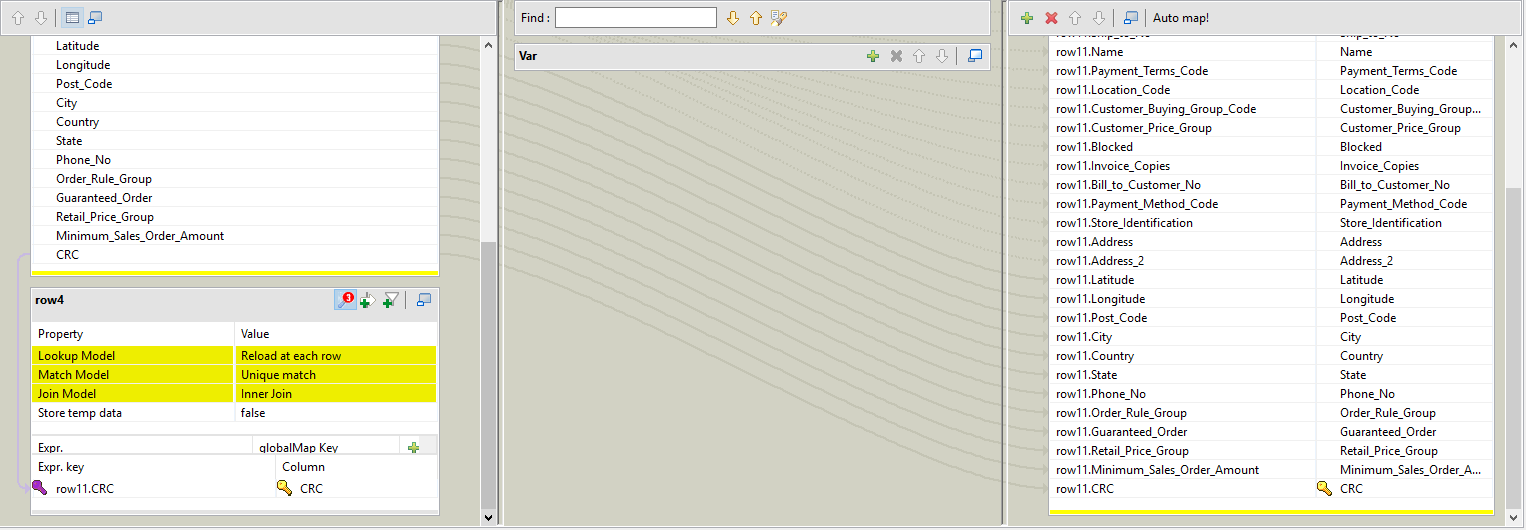 Latitude
Longitude
Post_Code
City
Country
State
Phone_No
Order_Rule_Group
Guaranteed_Order
Retail_Price_Group
Minimum_Sales_Order_Amount
CRC
row4
3
Property Value
Lookup Model Reload at each row
Match Model Unique match
Join Model Inner Join
Store temp data false
Expr. globalMap Key
Expr. key Column
row11.CRC CRC
Find :
Var
Auto map!
row11.Ship_to_No Ship_to_No
row11.Name Name
row11.Payment_Terms_Code Payment_Terms_Code
row11.Location_Code Location_Code
row11.Customer_Buying_Group_Code Customer_Buying_Group...
row11.Customer_Price_Group Customer_Price_Group
row11.Blocked Blocked
row11.Invoice_Copies Invoice_Copies
row11.Bill_to_Customer_No Bill_to_Customer_No
row11.Payment_Method_Code Payment_Method_Code
row11.Store_Identification Store_Identification
row11.Address Address
row11.Address_2 Address_2
row11.Latitude Latitude
row11.Longitude Longitude
row11.Post_Code Post_Code
row11.City City
row11.Country Country
row11.State State
row11.Phone_No Phone_No
row11.Order_Rule_Group Order_Rule_Group
row11.Guaranteed_Order Guaranteed_Order
row11.Retail_Price_Group Retail_Price_Group
row11.Minimum_Sales_Order_Amount Minimum_Sales_Order_A...
row11.CRC CRC